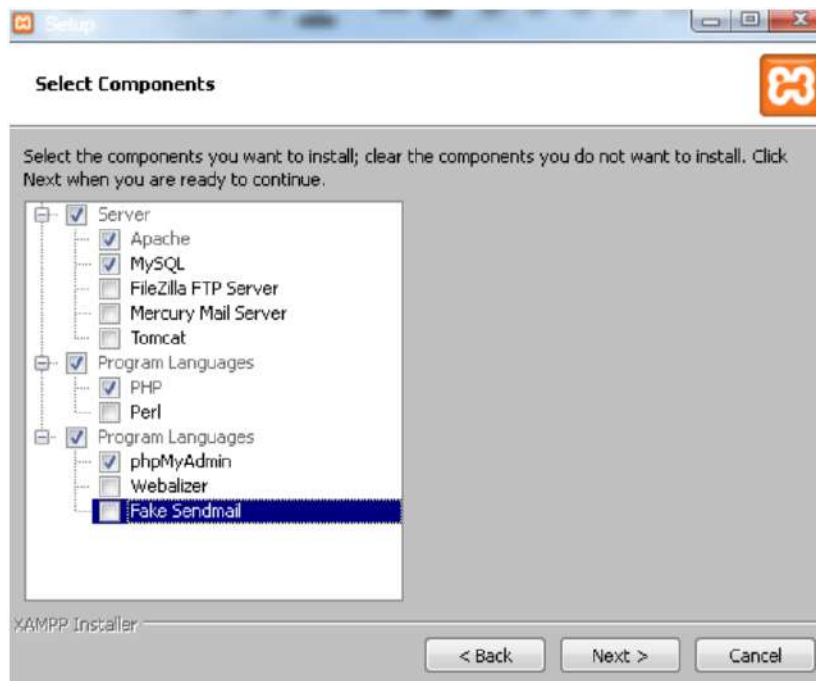 Setup
Select Components
Select the components you want to install; clear the components you do not want to install. Click
Next when you are ready to continue.
Server
Apache
MySQL
FileZilla FTP Server
Mercury Mail Server
Tomcat
Program Languages
PHP
Perl
Program Languages
phpMyAdmin
Webalizer
Fake Sendmail
XAMPP Installer
< Back Next > Cancel